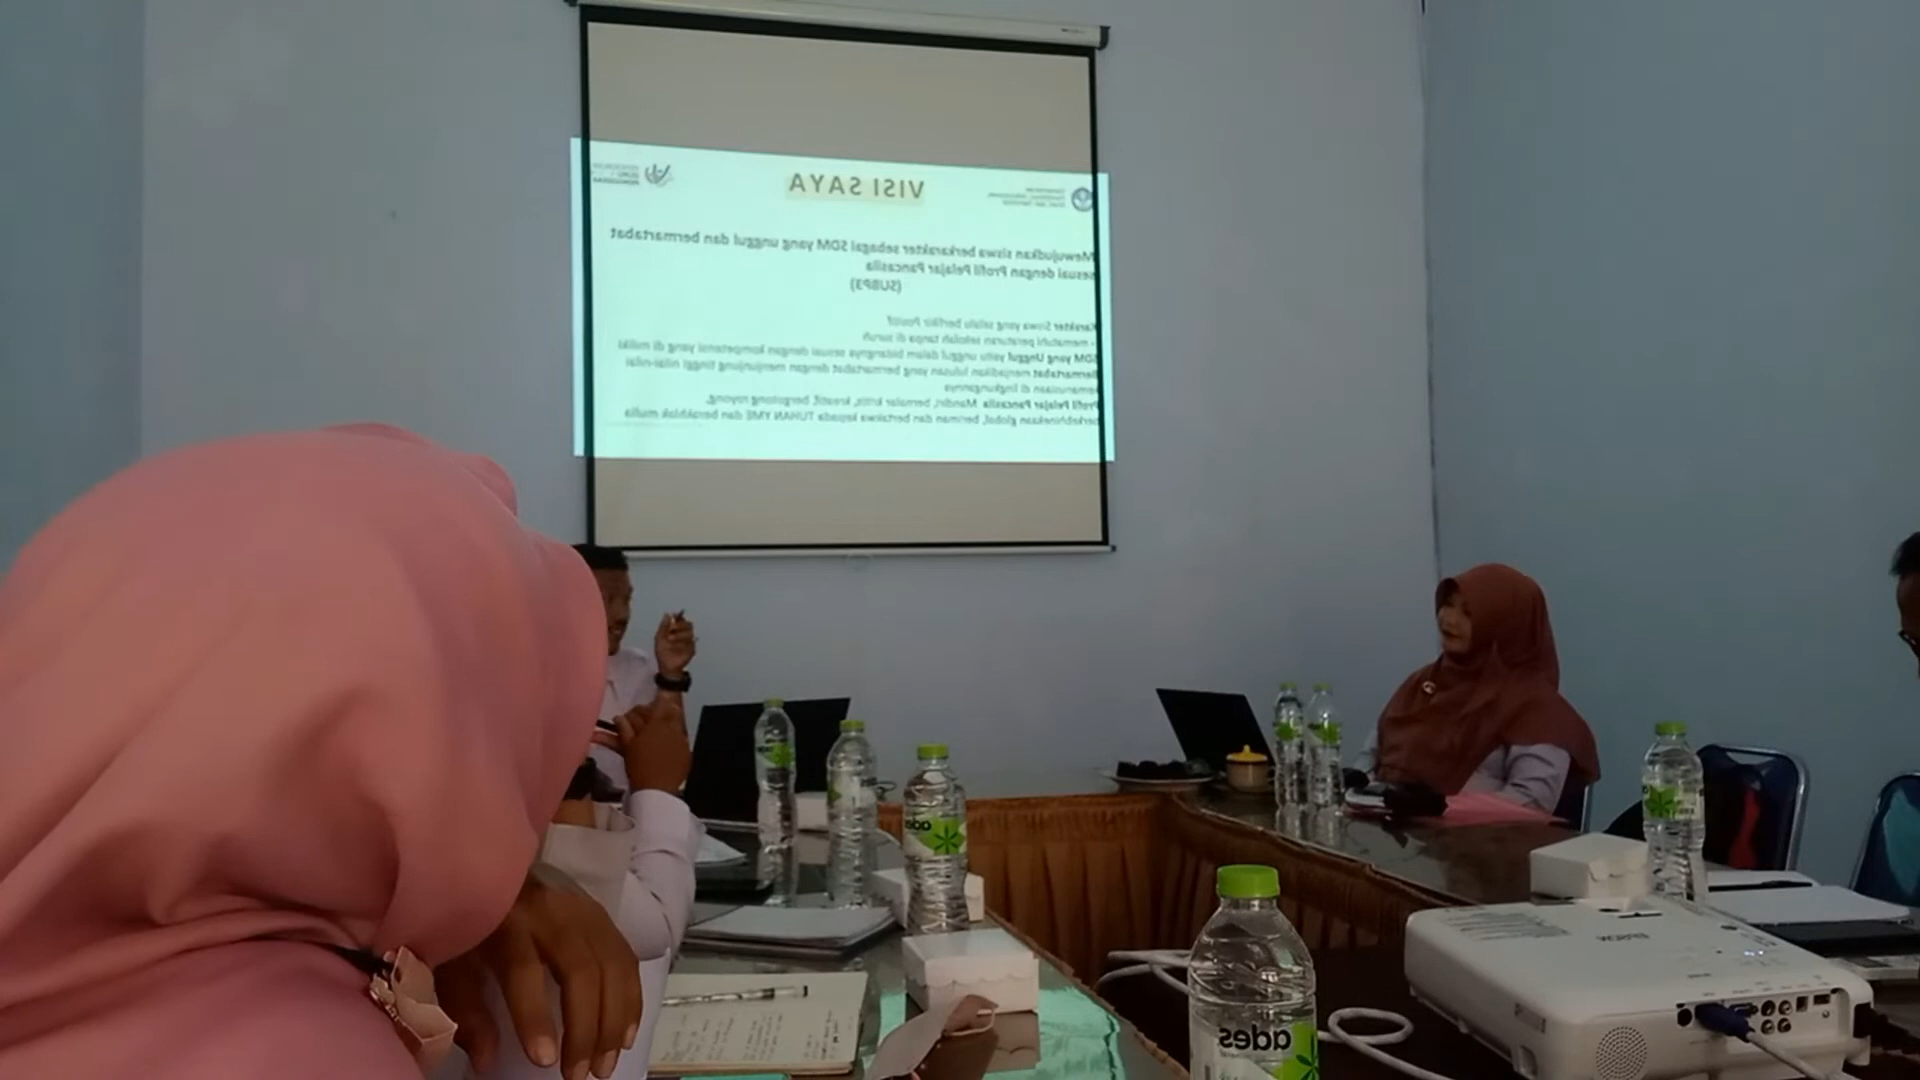 VISI SAYA
Mewujudkan siswa berkarakter sebagai SDM yang unggul dan bermartabat
sesuai dengan Profil Pelajar Pancasila
(SUBP3)
Karakter Siswa yang selalu berfikir Positif
- mematuhi peraturan sekolah tanpa di suruh
SDM yang Unggul yaitu unggul dalam bidangnya sesuai dengan kompetensi yang di miliki
Bermartabat menjadikan lulusan yang bermartabat dengan menjunjung tinggi nilai-nilai
kemanusiaan di lingkungannya
Profil Pelajar Pancasila Mandiri, bernalar kritis, kreatif, bergotong royong,
berkebhinekaan global, beriman dan bertakwa kepada TUHAN YME dan berakhlak mulia
ades
ades